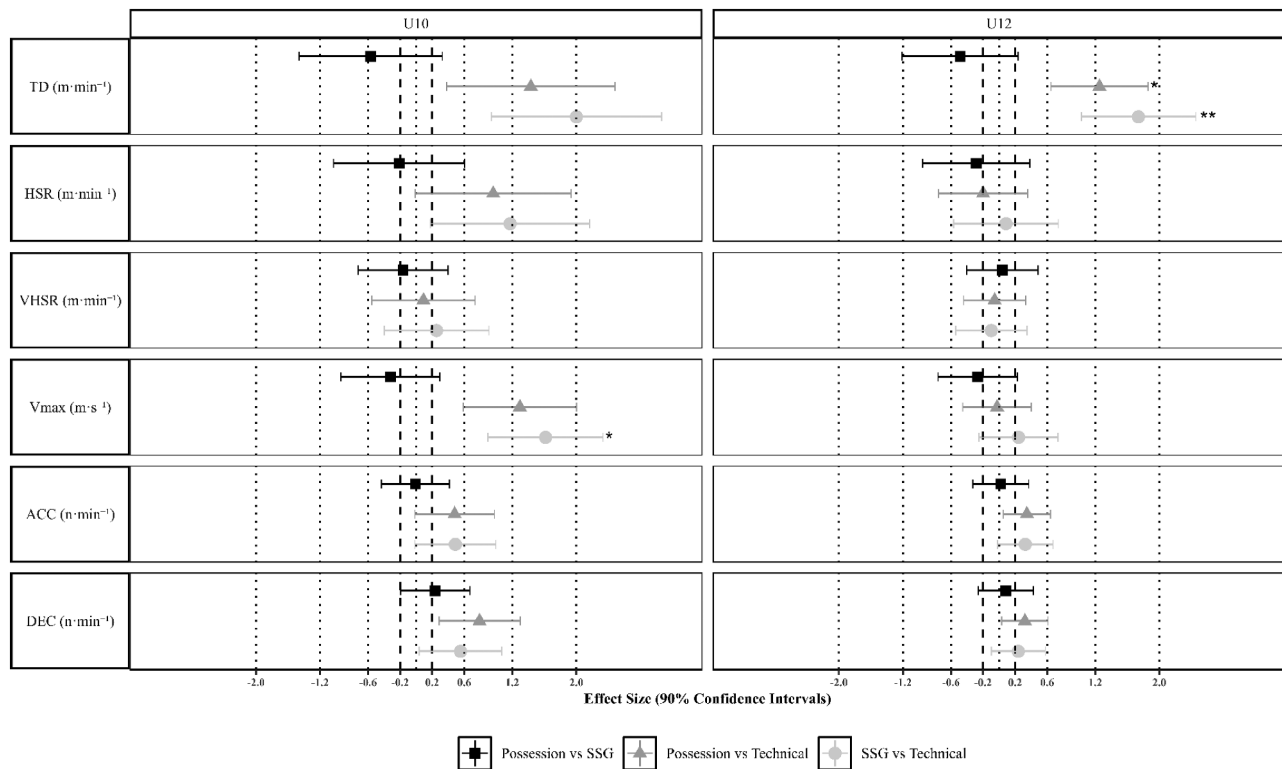 U10
U12
TD (m·min⁻¹)
*
**
HSR (m·min⁻¹)
VHSR (m·min⁻¹)
Vmax (m·s⁻¹)
*
ACC (n·min⁻¹)
DEC (n·min⁻¹)
-2.0 -1.2 -0.6 -0.2 0.2 0.6 1.2 2.0
-2.0 -1.2 -0.6 -0.2 0.2 0.6 1.2 2.0
Effect Size (90% Confidence Intervals)
Possession vs SSG Possession vs Technical SSG vs Technical